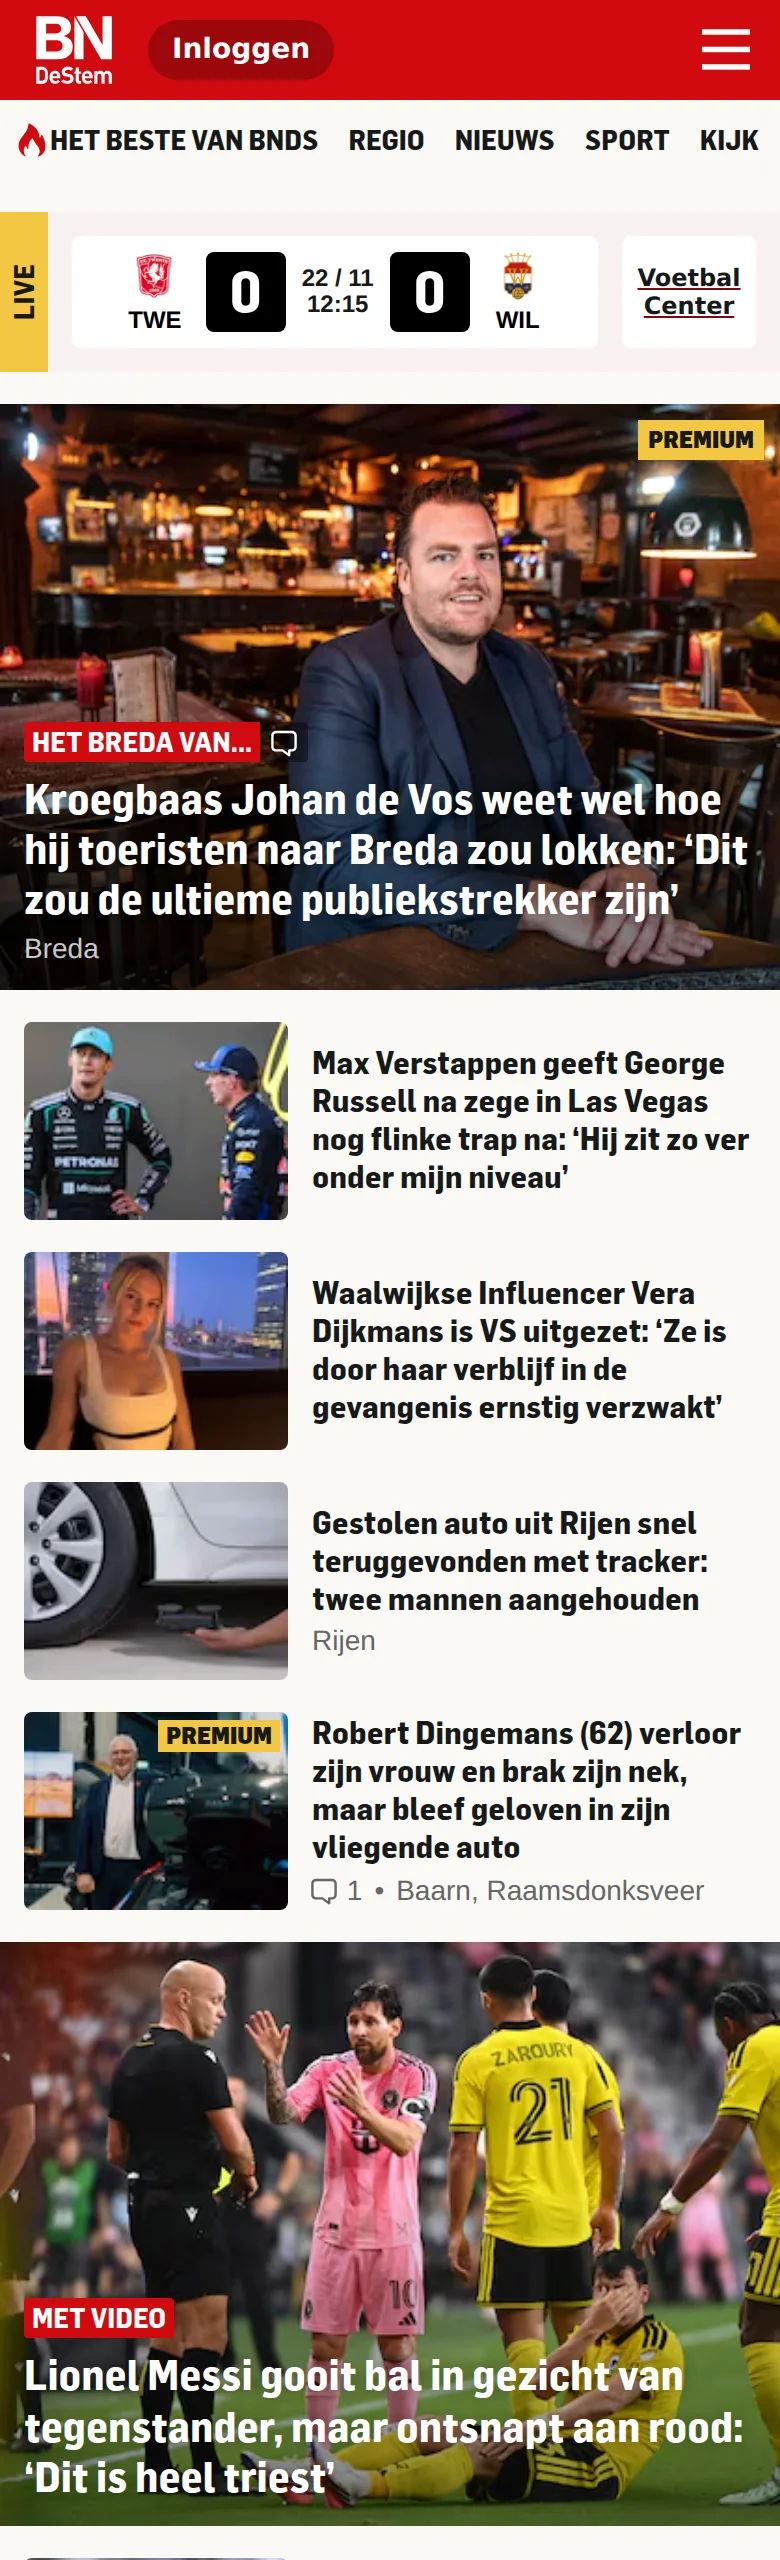 BN
DeStem
Inloggen
HET BESTE VAN BNDS
REGIO
NIEUWS
SPORT
KIJK
LIVE
TWE
0
22 / 11
12:15
0
WIL
Voetbal
Center
PREMIUM
HET BREDA VAN...
Kroegbaas Johan de Vos weet wel hoe
hij toeristen naar Breda zou lokken: ‘Dit
zou de ultieme publiekstrekker zijn’
Breda
PETRONAS
Max Verstappen geeft George
Russell na zege in Las Vegas
nog flinke trap na: ‘Hij zit zo ver
onder mijn niveau’
Waalwijkse Influencer Vera
Dijkmans is VS uitgezet: ‘Ze is
door haar verblijf in de
gevangenis ernstig verzwakt’
Gestolen auto uit Rijen snel
teruggevonden met tracker:
twee mannen aangehouden
Rijen
PREMIUM
Robert Dingemans (62) verloor
zijn vrouw en brak zijn nek,
maar bleef geloven in zijn
vliegende auto
1 • Baarn, Raamsdonksveer
ZAROURY
21
10
MET VIDEO
Lionel Messi gooit bal in gezicht van
tegenstander, maar ontsnapt aan rood:
‘Dit is heel triest’